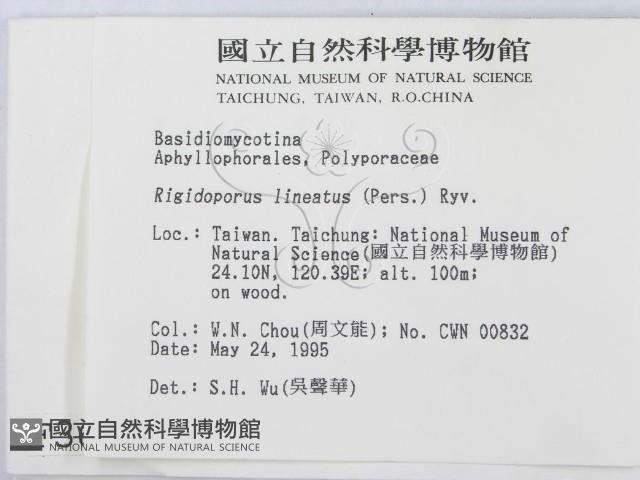 國立自然科學博物館
NATIONAL MUSEUM OF NATURAL SCIENCE
TAICHUNG, TAIWAN, R.O.CHINA
Basidiomycotina
Aphyllophorales, Polyporaceae
Rigidoporus lineatus (Pers.) Ryv.
Loc.: Taiwan. Taichung: National Museum of
Natural Science(國立自然科學博物館)
24.10N, 120.39E; alt. 100m;
on wood.
Col.: W.N. Chou(周文能); No. CWN 00832
Date: May 24, 1995
Det.: S.H. Wu(吳聲華)
國立自然科學博物館
NATIONAL MUSEUM OF NATURAL SCIENCE